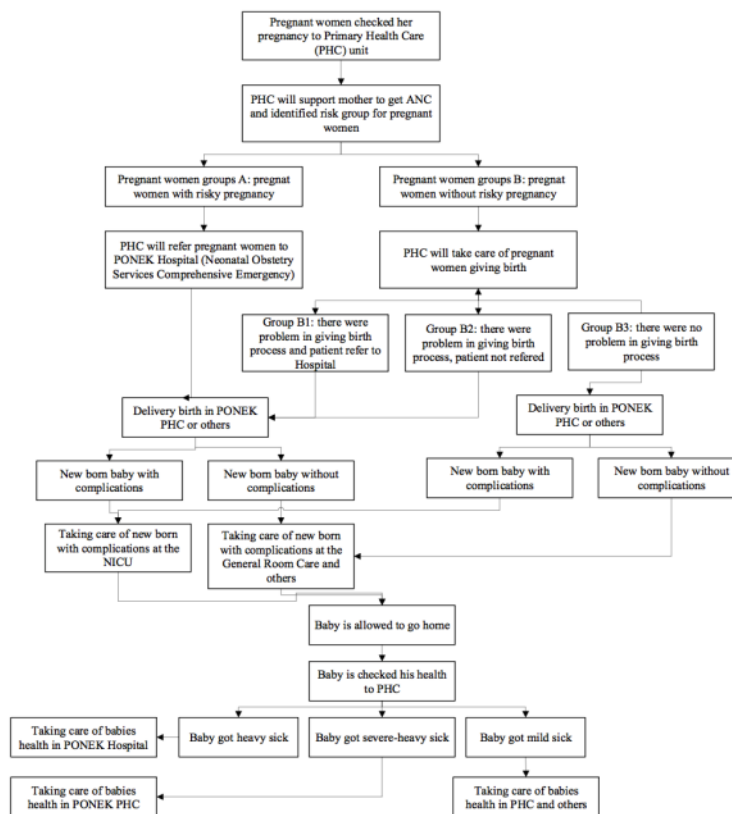 Pregnant women checked her
pregnancy to Primary Health Care
(PHC) unit
PHC will support mother to get ANC
and identified risk group for pregnant
women
Pregnant women groups A: pregnat
women with risky pregnancy
Pregnant women groups B: pregnat
women without risky pregnancy
PHC will refer pregnant women to
PONEK Hospital (Neonatal Obstetry
Services Comprehensive Emergency)
PHC will take care of pregnant
women giving birth
Group B1: there were
problem in giving birth
process and patient refer to
Hospital
Group B2: there were
problem in giving birth
process, patient not refered
Group B3: there were no
problem in giving birth
process
Delivery birth in PONEK
PHC or others
Delivery birth in PONEK
PHC or others
New born baby with
complications
New born baby without
complications
New born baby with
complications
New born baby without
complications
Taking care of new born
with complications at the
NICU
Taking care of new born
with complications at the
General Room Care and
others
Baby is allowed to go home
Baby is checked his health
to PHC
Taking care of babies
health in PONEK Hospital
Baby got heavy sick
Baby got severe-heavy sick
Baby got mild sick
Taking care of babies
health in PONEK PHC
Taking care of babies
health in PHC and others